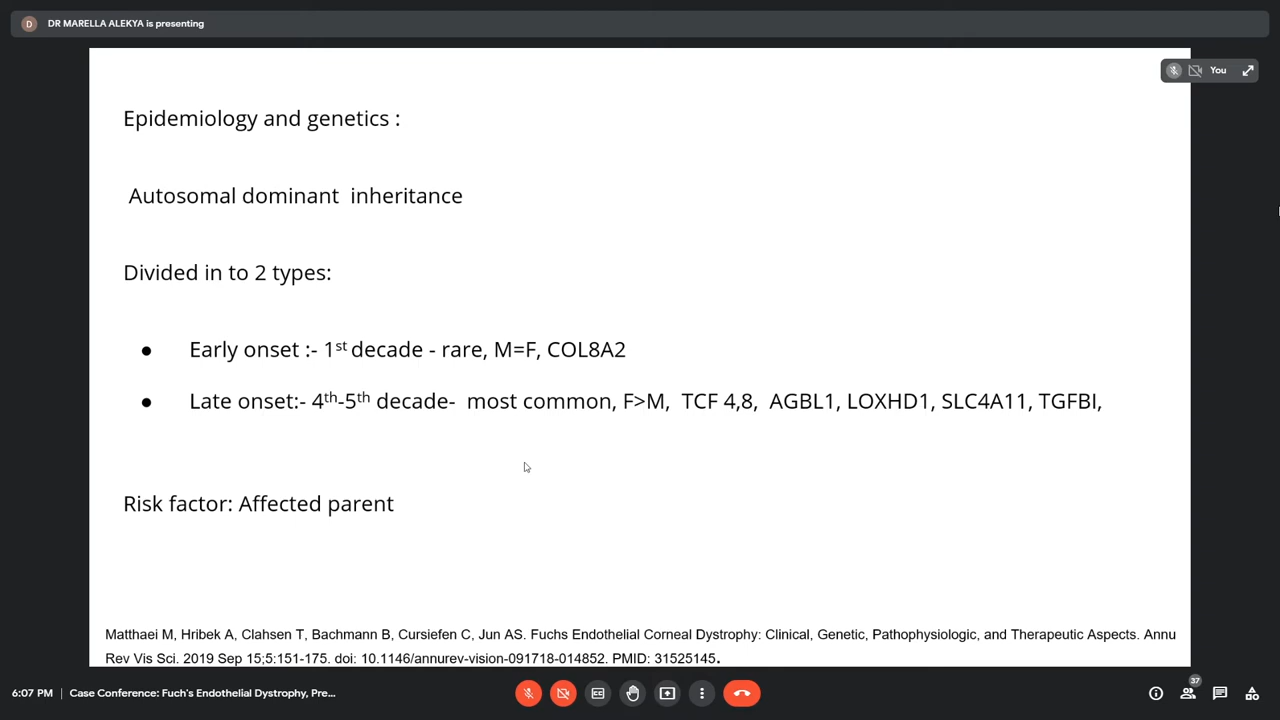 D DR MARELLA ALEKYA is presenting
You
Epidemiology and genetics :
Autosomal dominant inheritance
Divided in to 2 types:
● Early onset :- 1st decade - rare, M=F, COL8A2
● Late onset:- 4th-5th decade- most common, F>M, TCF 4,8, AGBL1, LOXHD1, SLC4A11, TGFBI,
Risk factor: Affected parent
Matthaei M, Hribek A, Clahsen T, Bachmann B, Cursiefen C, Jun AS. Fuchs Endothelial Corneal Dystrophy: Clinical, Genetic, Pathophysiologic, and Therapeutic Aspects. Annu
Rev Vis Sci. 2019 Sep 15;5:151-175. doi: 10.1146/annurev-vision-091718-014852. PMID: 31525145.
6:07 PM | Case Conference: Fuch's Endothelial Dystrophy, Pre... CC 37